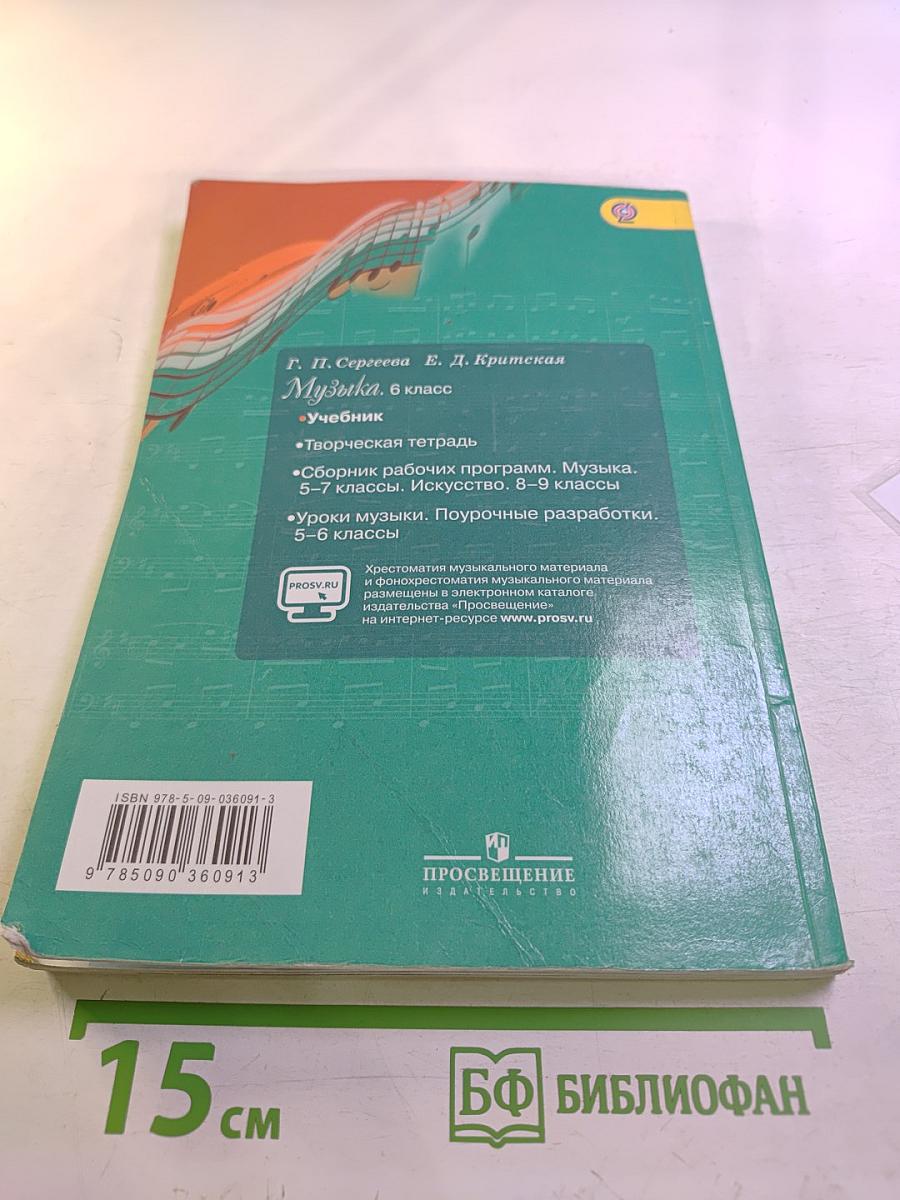 Г. П. Сергеева Е. Д. Критская
Музыка. 6 класс
•Учебник
•Творческая тетрадь
•Сборник рабочих программ. Музыка.
5–7 классы. Искусство. 8–9 классы
•Уроки музыки. Поурочные разработки.
5–6 классы
PROSV.RU
Хрестоматия музыкального материала
и фонохрестоматия музыкального материала
размещены в электронном каталоге
издательства «Просвещение»
на интернет-ресурсе www.prosv.ru
ISBN 978-5-09-036091-3
9 785090 360913
ИП
ПРОСВЕЩЕНИЕ
ИЗДАТЕЛЬСТВО
15 см
БФ БИБЛИОФАН